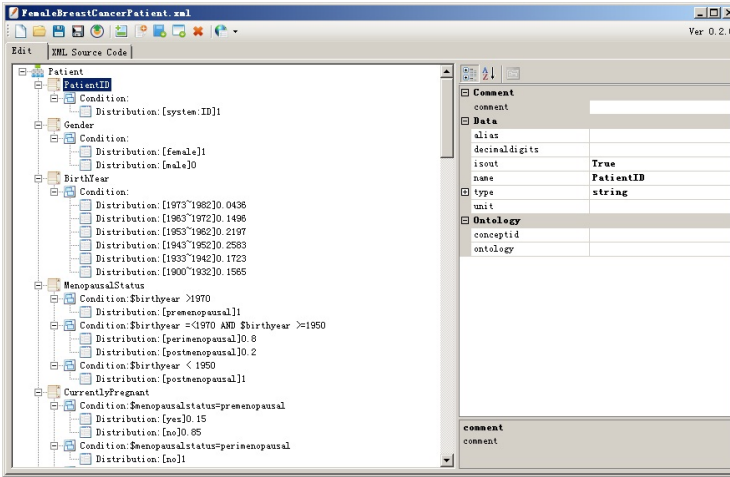 FemaleBreastCancerPatient.xml
Ver 0.2.
Edit
XML Source Code
Patient
PatientID
Condition:
Distribution:[system:ID]1
Gender
Condition:
Distribution:[female]1
Distribution:[male]0
BirthYear
Condition:
Distribution:[1973~1982]0.0436
Distribution:[1963~1972]0.1496
Distribution:[1953~1962]0.2197
Distribution:[1943~1952]0.2583
Distribution:[1933~1942]0.1723
Distribution:[1900~1932]0.1565
MenopausalStatus
Condition:$birthyear >1970
Distribution:[premenopausal]1
Condition:$birthyear =<1970 AND $birthyear >=1950
Distribution:[perimenopausal]0.8
Distribution:[postmenopausal]0.2
Condition:$birthyear < 1950
Distribution:[postmenopausal]1
CurrentlyPregnant
Condition:$menopausalstatus=premenopausal
Distribution:[yes]0.15
Distribution:[no]0.85
Condition:$menopausalstatus=perimenopausal
Distribution:[no]1
Comment
comment
Data
alias
decimaldigits
isout True
name PatientID
type string
unit
Ontology
conceptid
ontology
comment
comment